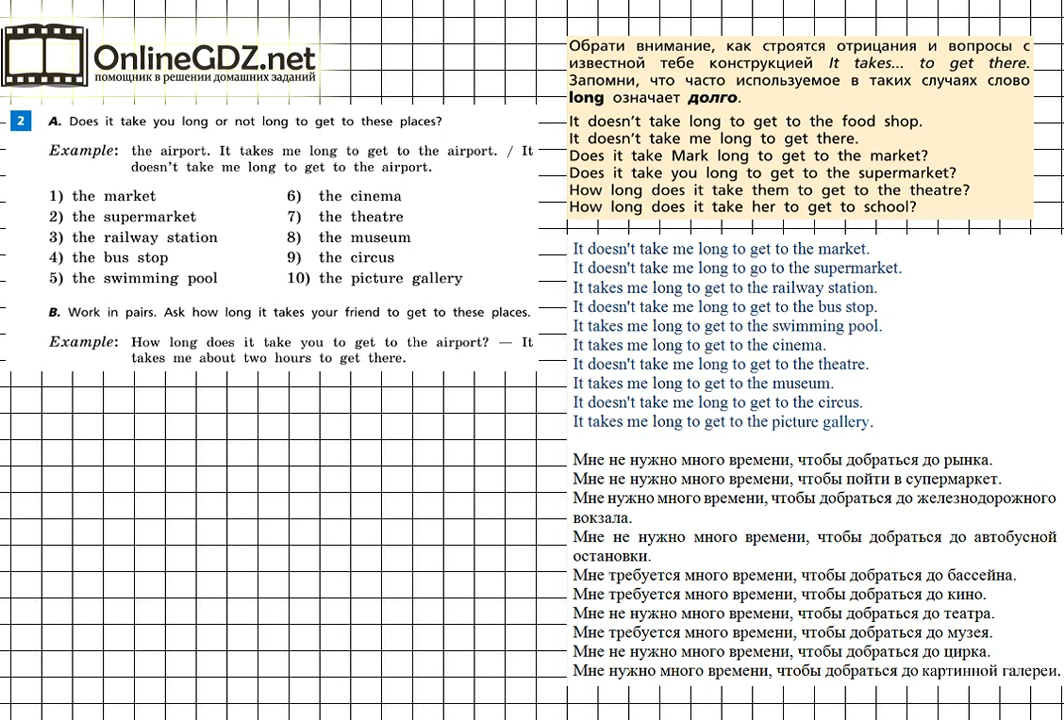 OnlineGDZ.net
помощник в решении домашних заданий
2 A. Does it take you long or not long to get to these places?
Example: the airport. It takes me long to get to the airport. / It
doesn't take me long to get to the airport.
1) the market
2) the supermarket
3) the railway station
4) the bus stop
5) the swimming pool
6) the cinema
7) the theatre
8) the museum
9) the circus
10) the picture gallery
B. Work in pairs. Ask how long it takes your friend to get to these places.
Example: How long does it take you to get to the airport? — It
takes me about two hours to get there.
Обрати внимание, как строятся отрицания и вопросы с
известной тебе конструкцией It takes... to get there.
Запомни, что часто используемое в таких случаях слово
long означает долго.
It doesn't take long to get to the food shop.
It doesn't take me long to get there.
Does it take Mark long to get to the market?
Does it take you long to get to the supermarket?
How long does it take them to get to the theatre?
How long does it take her to get to school?
It doesn't take me long to get to the market.
It doesn't take me long to go to the supermarket.
It takes me long to get to the railway station.
It doesn't take me long to get to the bus stop.
It takes me long to get to the swimming pool.
It takes me long to get to the cinema.
It doesn't take me long to get to the theatre.
It takes me long to get to the museum.
It doesn't take me long to get to the circus.
It takes me long to get to the picture gallery.
Мне не нужно много времени, чтобы добраться до рынка.
Мне не нужно много времени, чтобы пойти в супермаркет.
Мне нужно много времени, чтобы добраться до железнодорожного
вокзала.
Мне не нужно много времени, чтобы добраться до автобусной
остановки.
Мне требуется много времени, чтобы добраться до бассейна.
Мне требуется много времени, чтобы добраться до кино.
Мне не нужно много времени, чтобы добраться до театра.
Мне требуется много времени, чтобы добраться до музея.
Мне не нужно много времени, чтобы добраться до цирка.
Мне нужно много времени, чтобы добраться до картинной галереи.